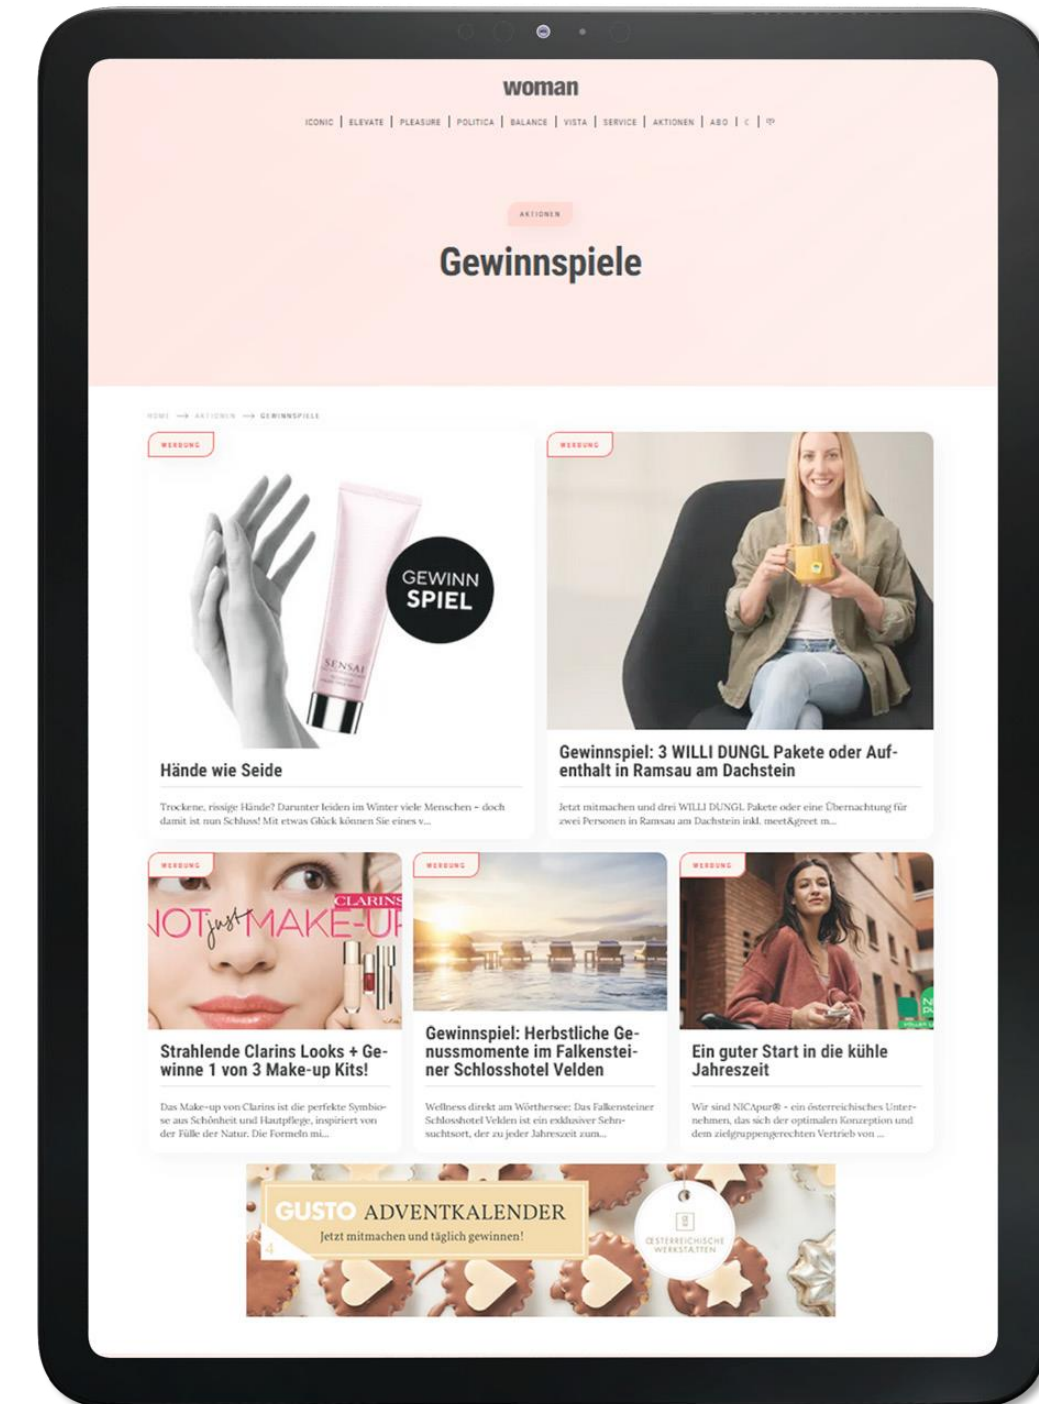 woman
ICONIC | ELEVATE | PLEASURE | POLITICA | BALANCE | VISTA | SERVICE | AKTIONEN | ABO |
AKTIONEN
Gewinnspiele
HOME → AKTIONEN → GEWINNSPIELE
WERBUNG
GEWINN
SPIEL
SENSAI
Hände wie Seide
Trockene, rissige Hände? Darunter leiden im Winter viele Menschen – doch
damit ist nun Schluss! Mit etwas Glück können Sie eines v...
WERBUNG
Gewinnspiel: 3 WILLI DUNGL Pakete oder Auf-
enthalt in Ramsau am Dachstein
Jetzt mitmachen und drei WILLI DUNGL Pakete oder eine Übernachtung für
zwei Personen in Ramsau am Dachstein inkl. meet&greet m...
WERBUNG
CLARINS
NOT just MAKE-UP
Strahlende Clarins Looks + Ge-
winne 1 von 3 Make-up Kits!
Das Make-up von Clarins ist die perfekte Symbio-
se aus Schönheit und Hautpflege, inspiriert von
der Fülle der Natur. Die Formeln mi...
WERBUNG
Gewinnspiel: Herbstliche Ge-
nussmomente im Falkenstei-
ner Schlosshotel Velden
Wellness direkt am Wörthersee: Das Falkensteiner
Schlosshotel Velden ist ein exklusiver Sehn-
suchtsort, der zu jeder Jahreszeit zum...
WERBUNG
Ein guter Start in die kühle
Jahreszeit
Wir sind NICApur® - ein österreichisches Unter-
nehmen, das sich der optimalen Konzeption und
dem zielgruppengerechten Vertrieb von ...
GUSTO ADVENTKALENDER
Jetzt mitmachen und täglich gewinnen!
4
ŒSTERREICHISCHE
WERKSTÆTTEN